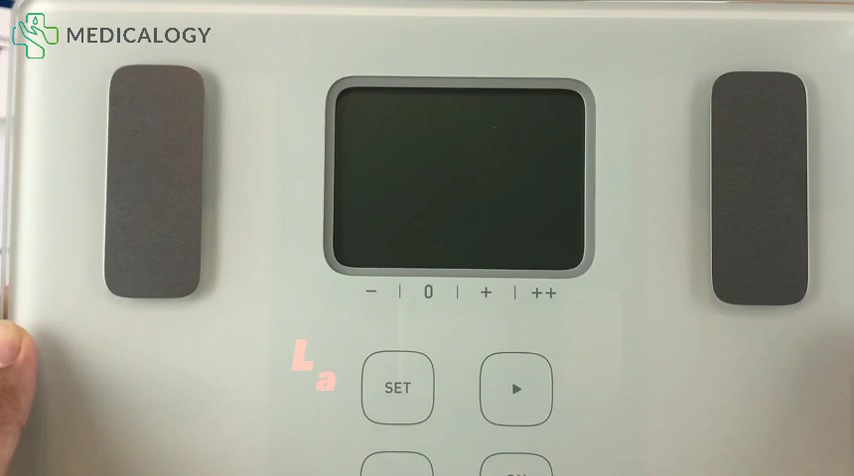 MEDICALOGY
− | 0 | + | ++
La
SET